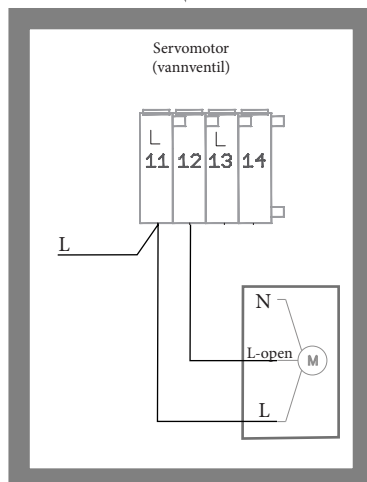 Servomotor
(vannventil)
L L
11 12 13 14
L
N
L-open
M
L